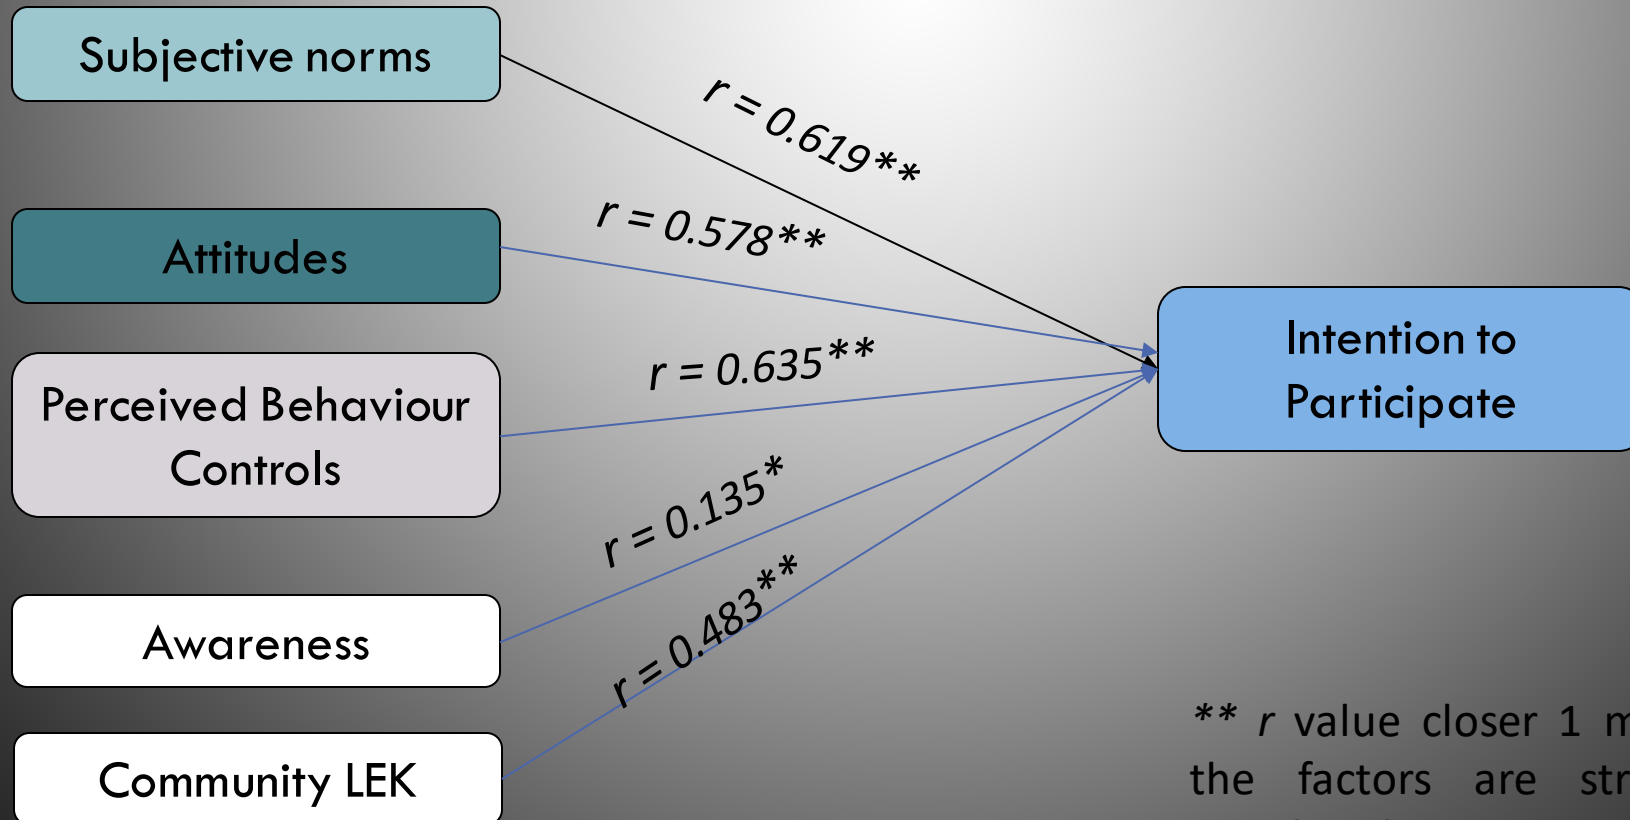 Subjective norms
r = 0.619**
Attitudes
r = 0.578**
Perceived Behaviour
Controls
r = 0.635**
Intention to
Participate
Awareness
r = 0.135*
Community LEK
r = 0.483**
** r value closer 1
the factors are